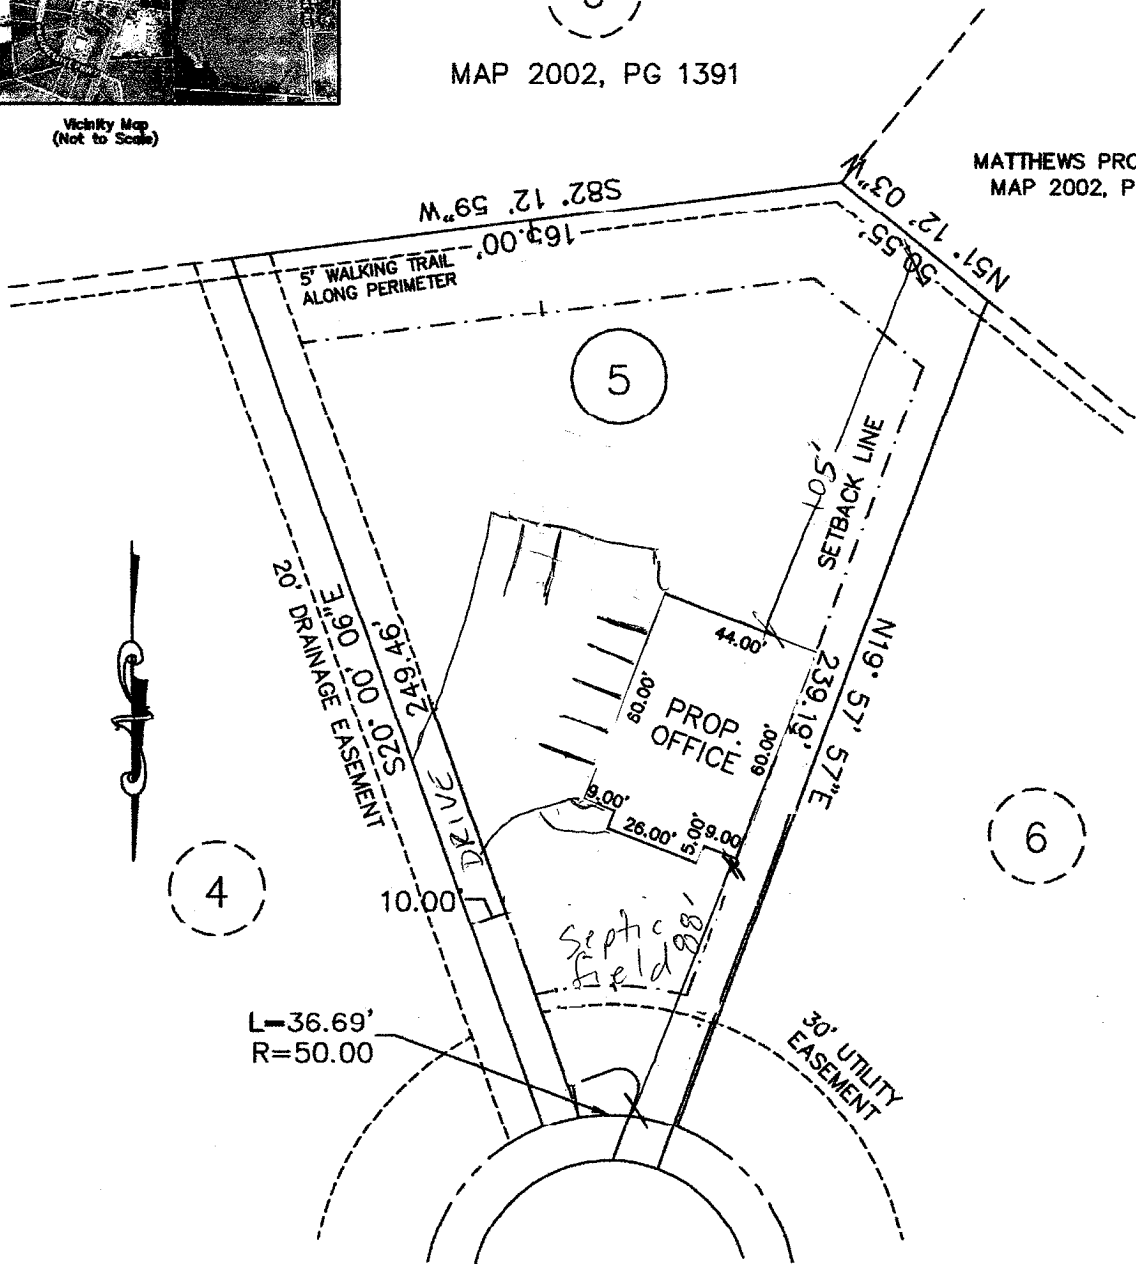 MAP 2002, PG 1391
Vicinity Map
(Not to Scale)
MATTHEWS PRO
MAP 2002, P
S82° 12' 59"W
N51° 12' 03"W
50.55'
5' WALKING TRAIL
ALONG PERIMETER
5
105'
SETBACK LINE
20' DRAINAGE EASEMENT
S20° 00' 06"E
249.46'
44.00'
60.00'
PROP.
OFFICE
60.00'
239.19'
N19° 57' 57"E
DRIVE
9.00'
26.00'
5.00'
9.00
4
6
10.00'
Septic
field
88'
L=36.69'
R=50.00
30' UTILITY
EASEMENT